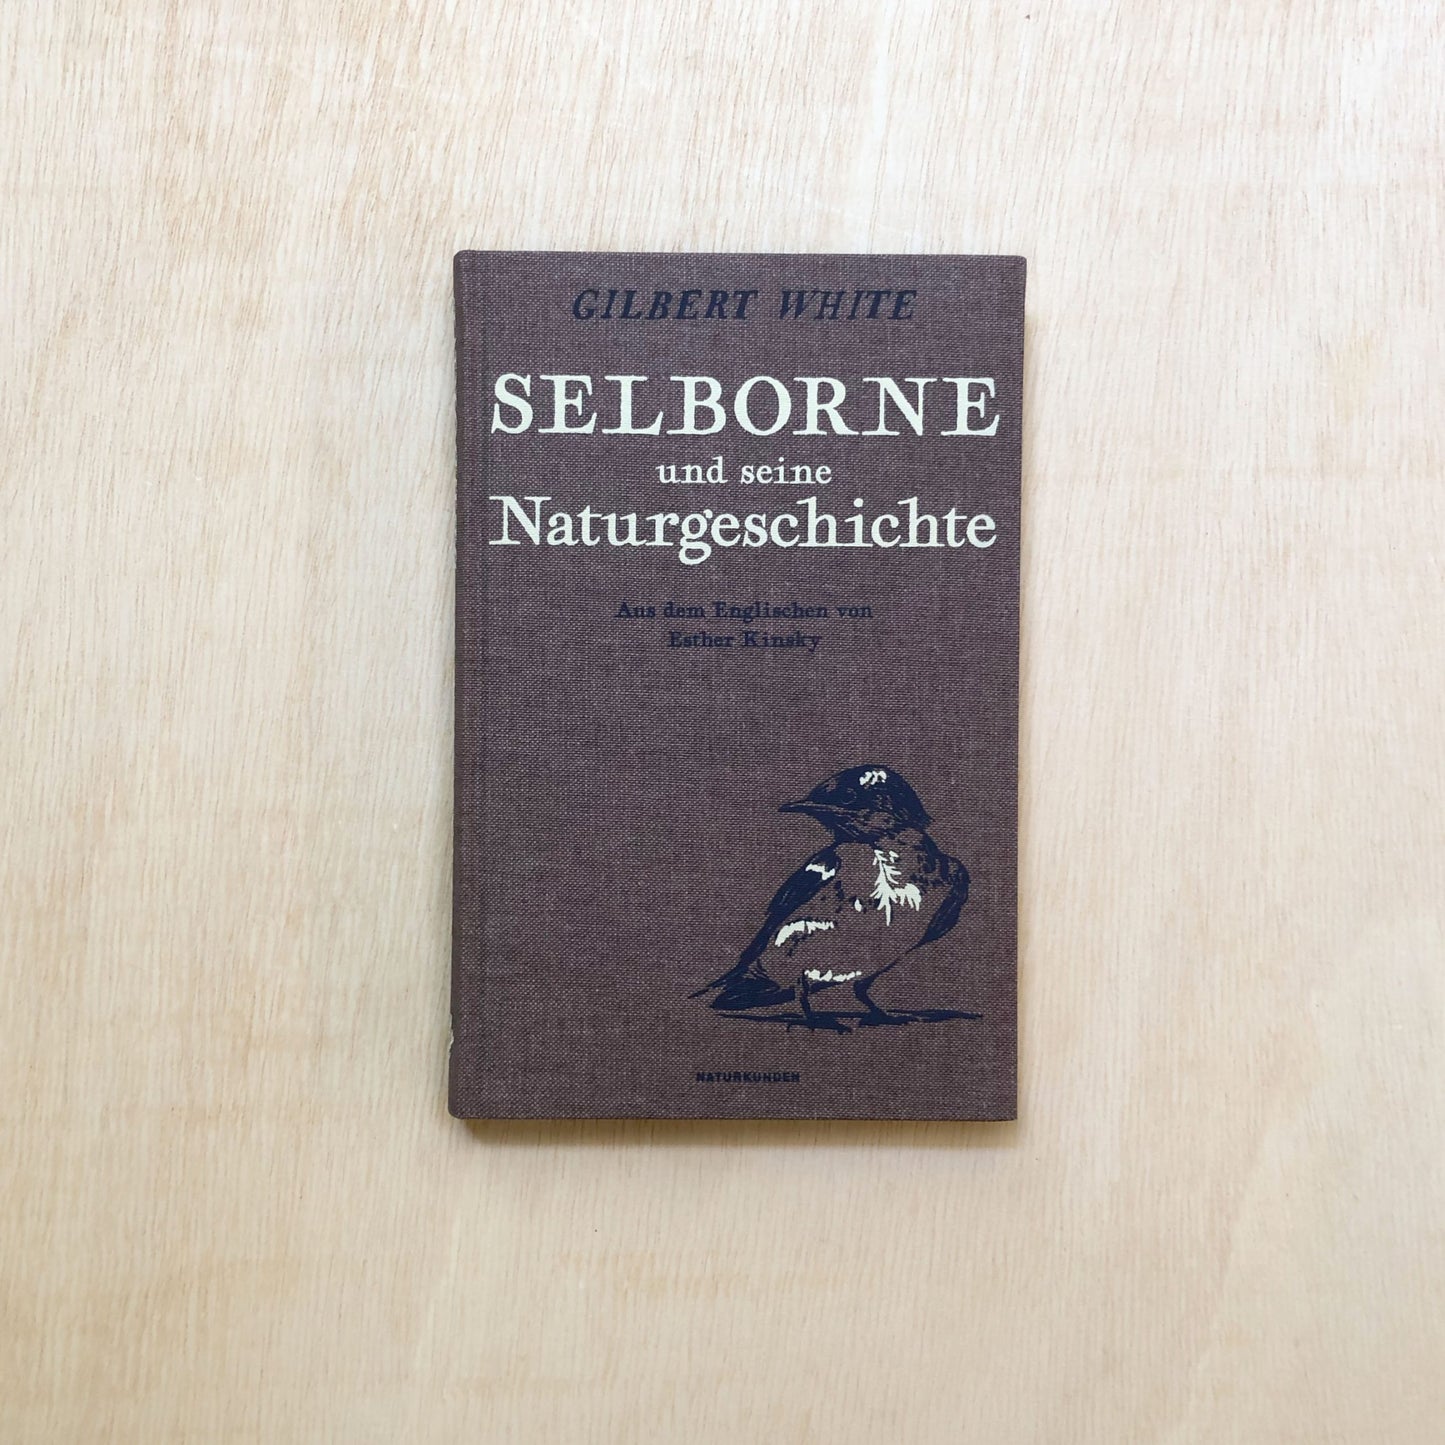 GILBERT WHITE
SELBORNE
und seine
Naturgeschichte
Aus dem Englischen von
Esther Kinsky
NATURKUNDEN